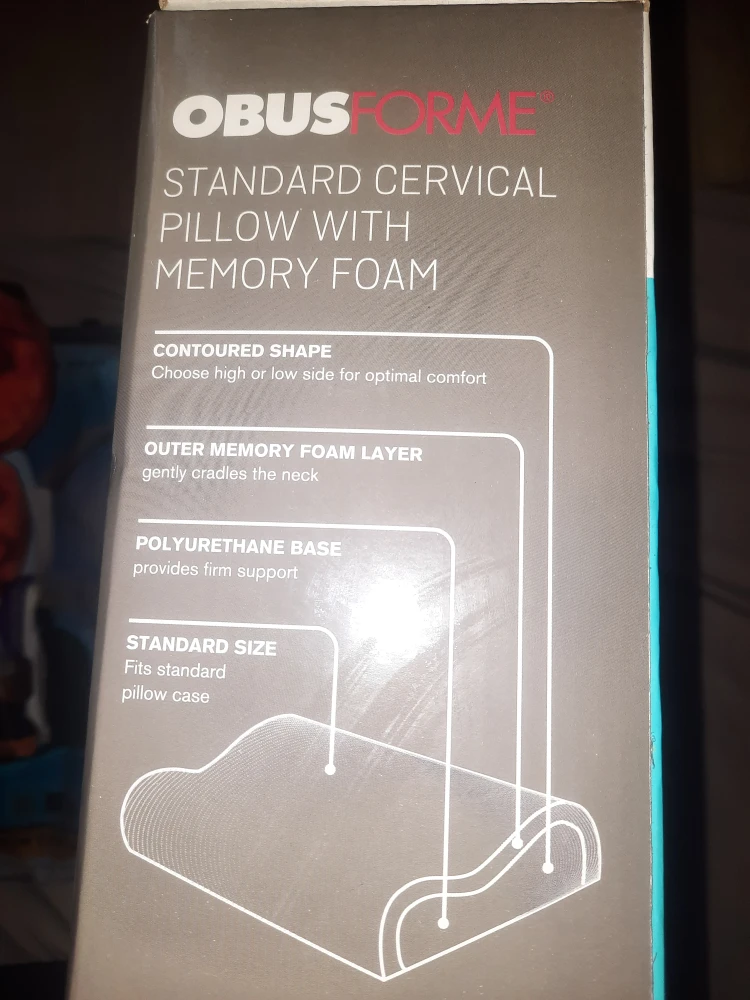 OBUSFORME®
STANDARD CERVICAL
PILLOW WITH
MEMORY FOAM
CONTOURED SHAPE
Choose high or low side for optimal comfort
OUTER MEMORY FOAM LAYER
gently cradles the neck
POLYURETHANE BASE
provides firm support
STANDARD SIZE
Fits standard
pillow case